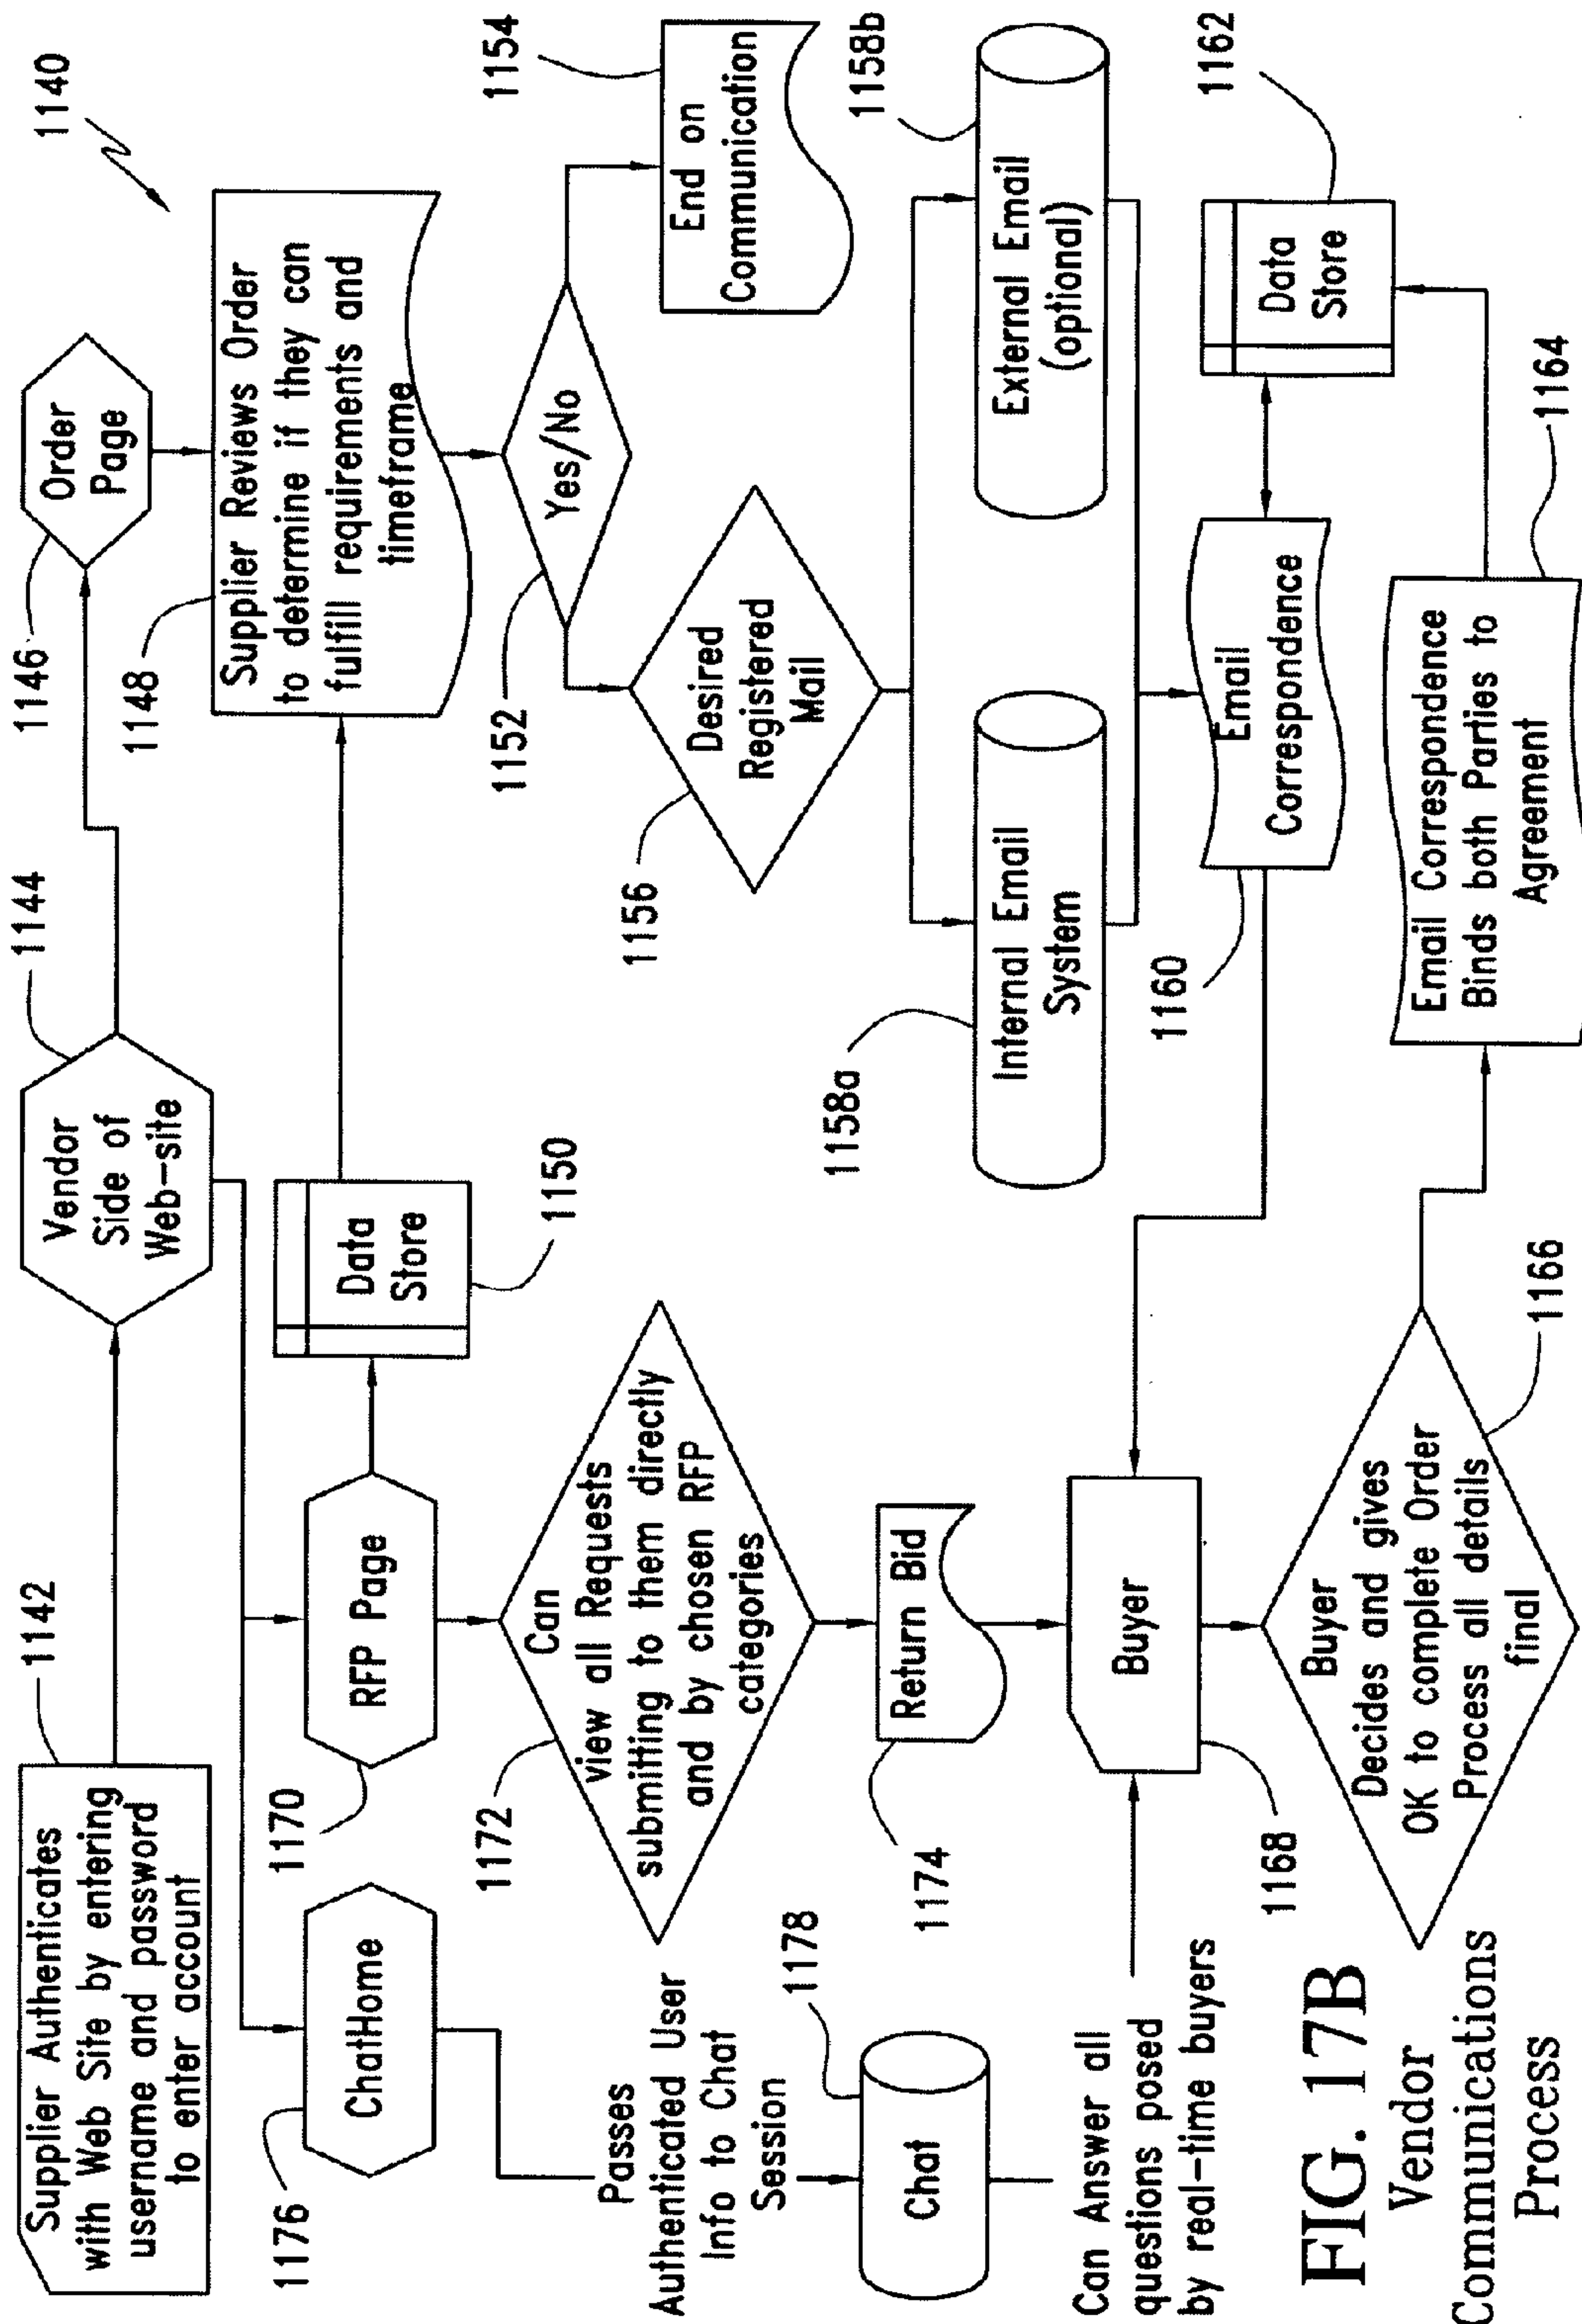 1140
1142
Supplier Authenticates
with Web Site by entering
username and password
to enter account
1144
Vendor
Side of
Web-site
1146
Order
Page
1148
Supplier Reviews Order
to determine if they can
fulfill requirements and
timeframe
1150
Data
Store
1152
Yes/No
1154
End on
Communication
1156
Desired
Registered
Mail
1158a
Internal Email
System
1158b
External Email
(optional)
1160
Email
Correspondence
1162
Data
Store
1164
Email Correspondence
Binds both Parties to
Agreement
1166
Buyer
Decides and gives
OK to complete Order
Process all details
final
1168
Buyer
1170
RFP Page
1172
Can
view all Requests
submitting to them directly
and by chosen RFP
categories
1174
Return Bid
1176
ChatHome
Passes
Authenticated User
Info to Chat
Session
1178
Chat
Can Answer all
questions posed
by real-time buyers
FIG. 17B
Vendor
Communications
Process